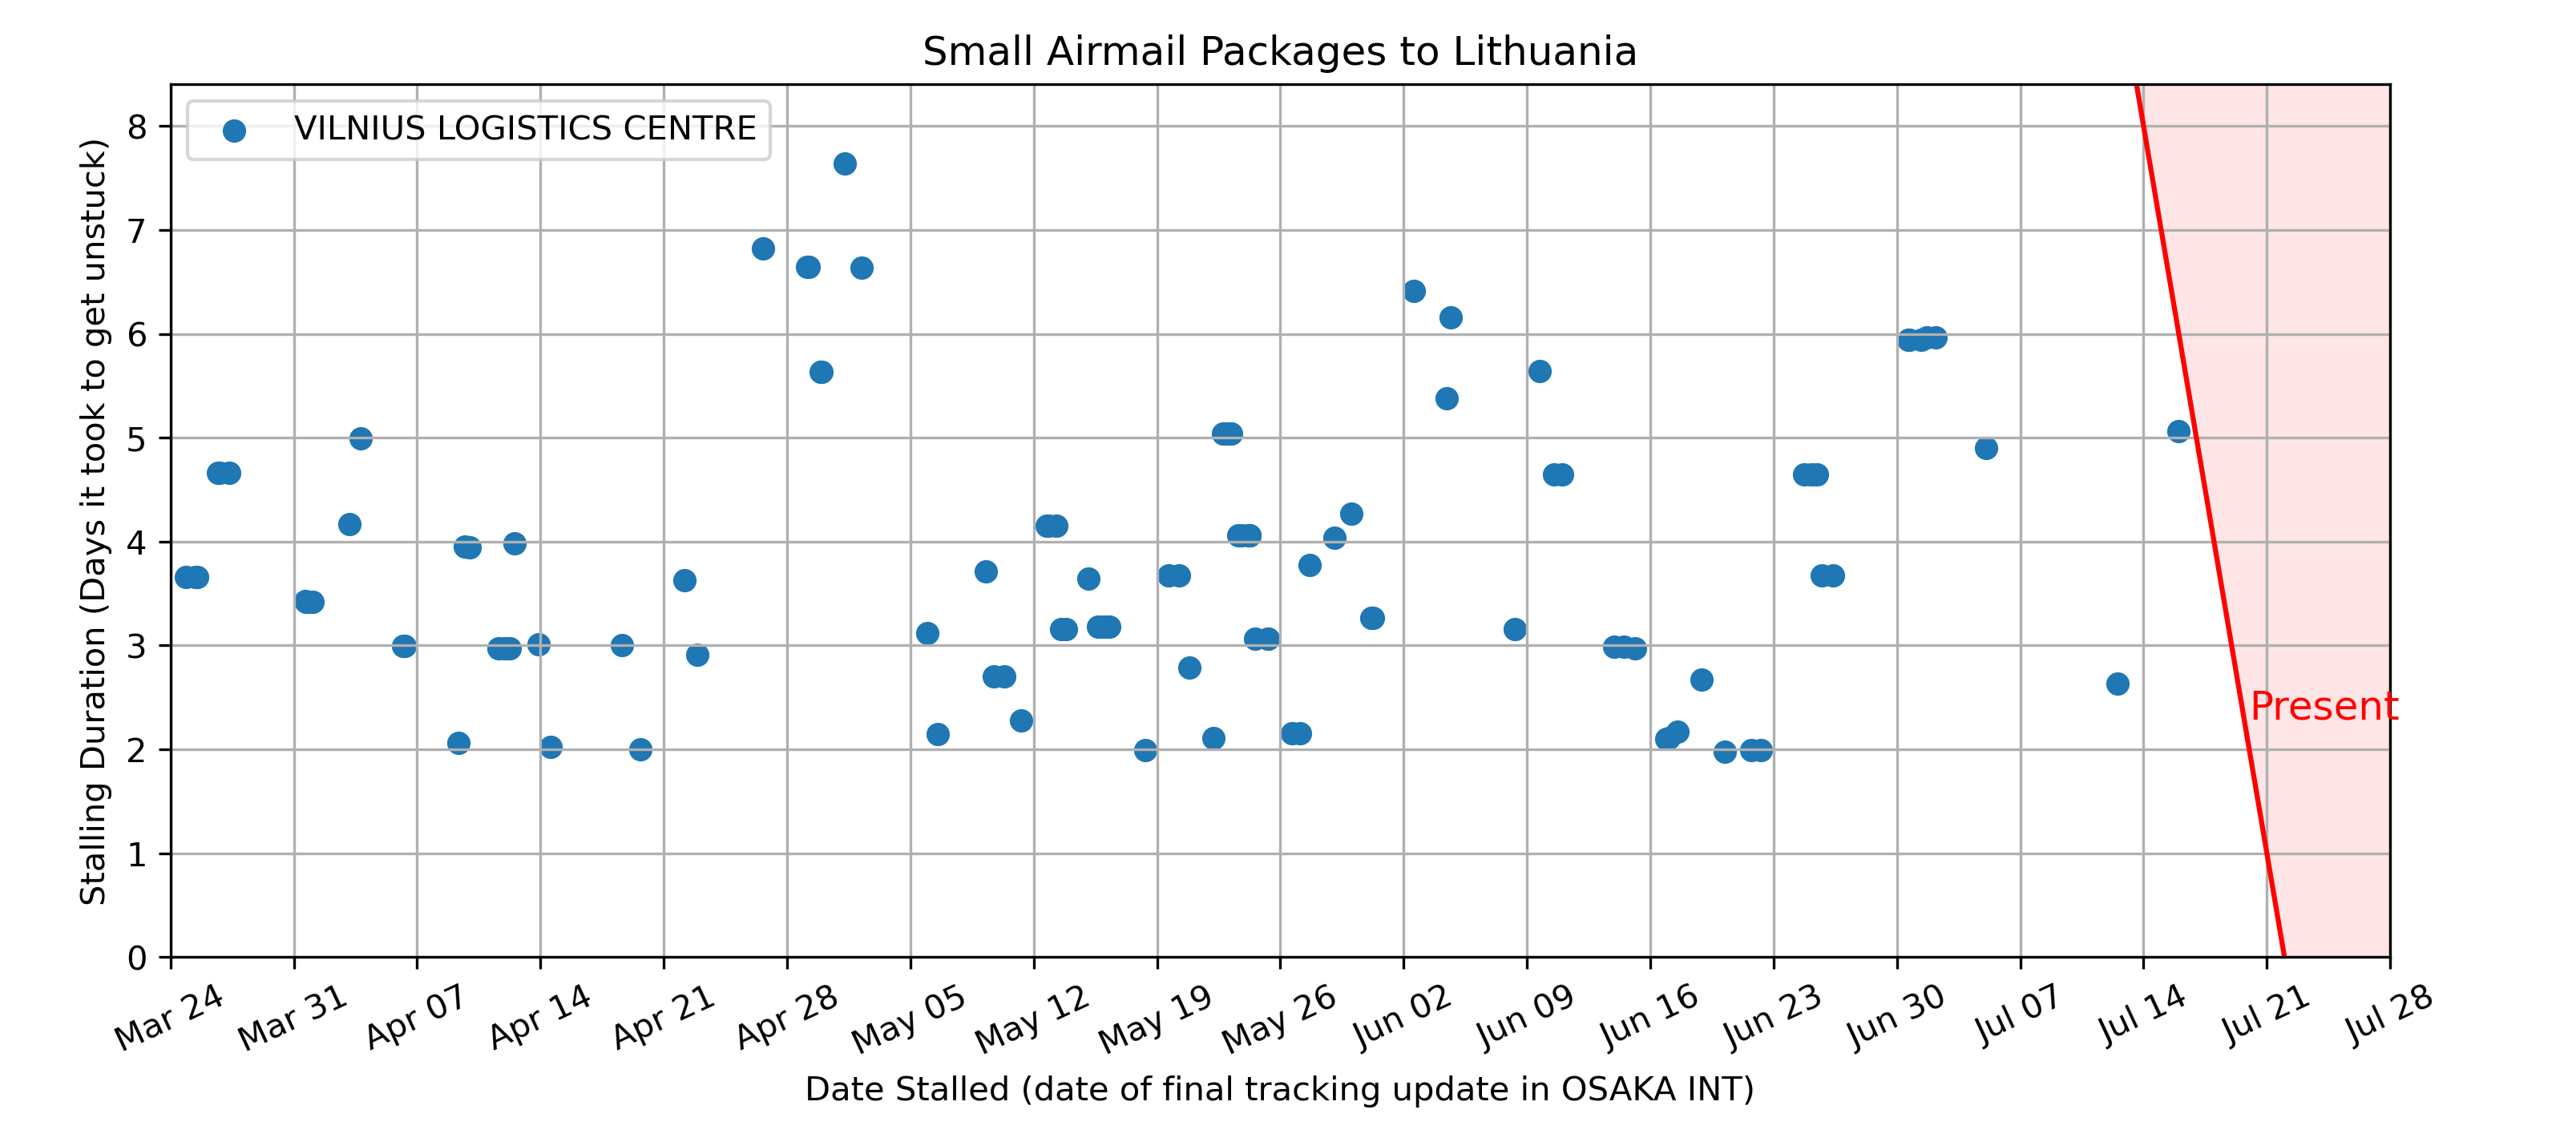 Small Airmail Packages to Lithuania
VILNIUS LOGISTICS CENTRE
Stalling Duration (Days it took to get unstuck)
8
7
6
5
4
3
2
1
0
Present
Mar 24
Mar 31
Apr 07
Apr 14
Apr 21
Apr 28
May 05
May 12
May 19
May 26
Jun 02
Jun 09
Jun 16
Jun 23
Jun 30
Jul 07
Jul 14
Jul 21
Jul 28
Date Stalled (date of final tracking update in OSAKA INT)